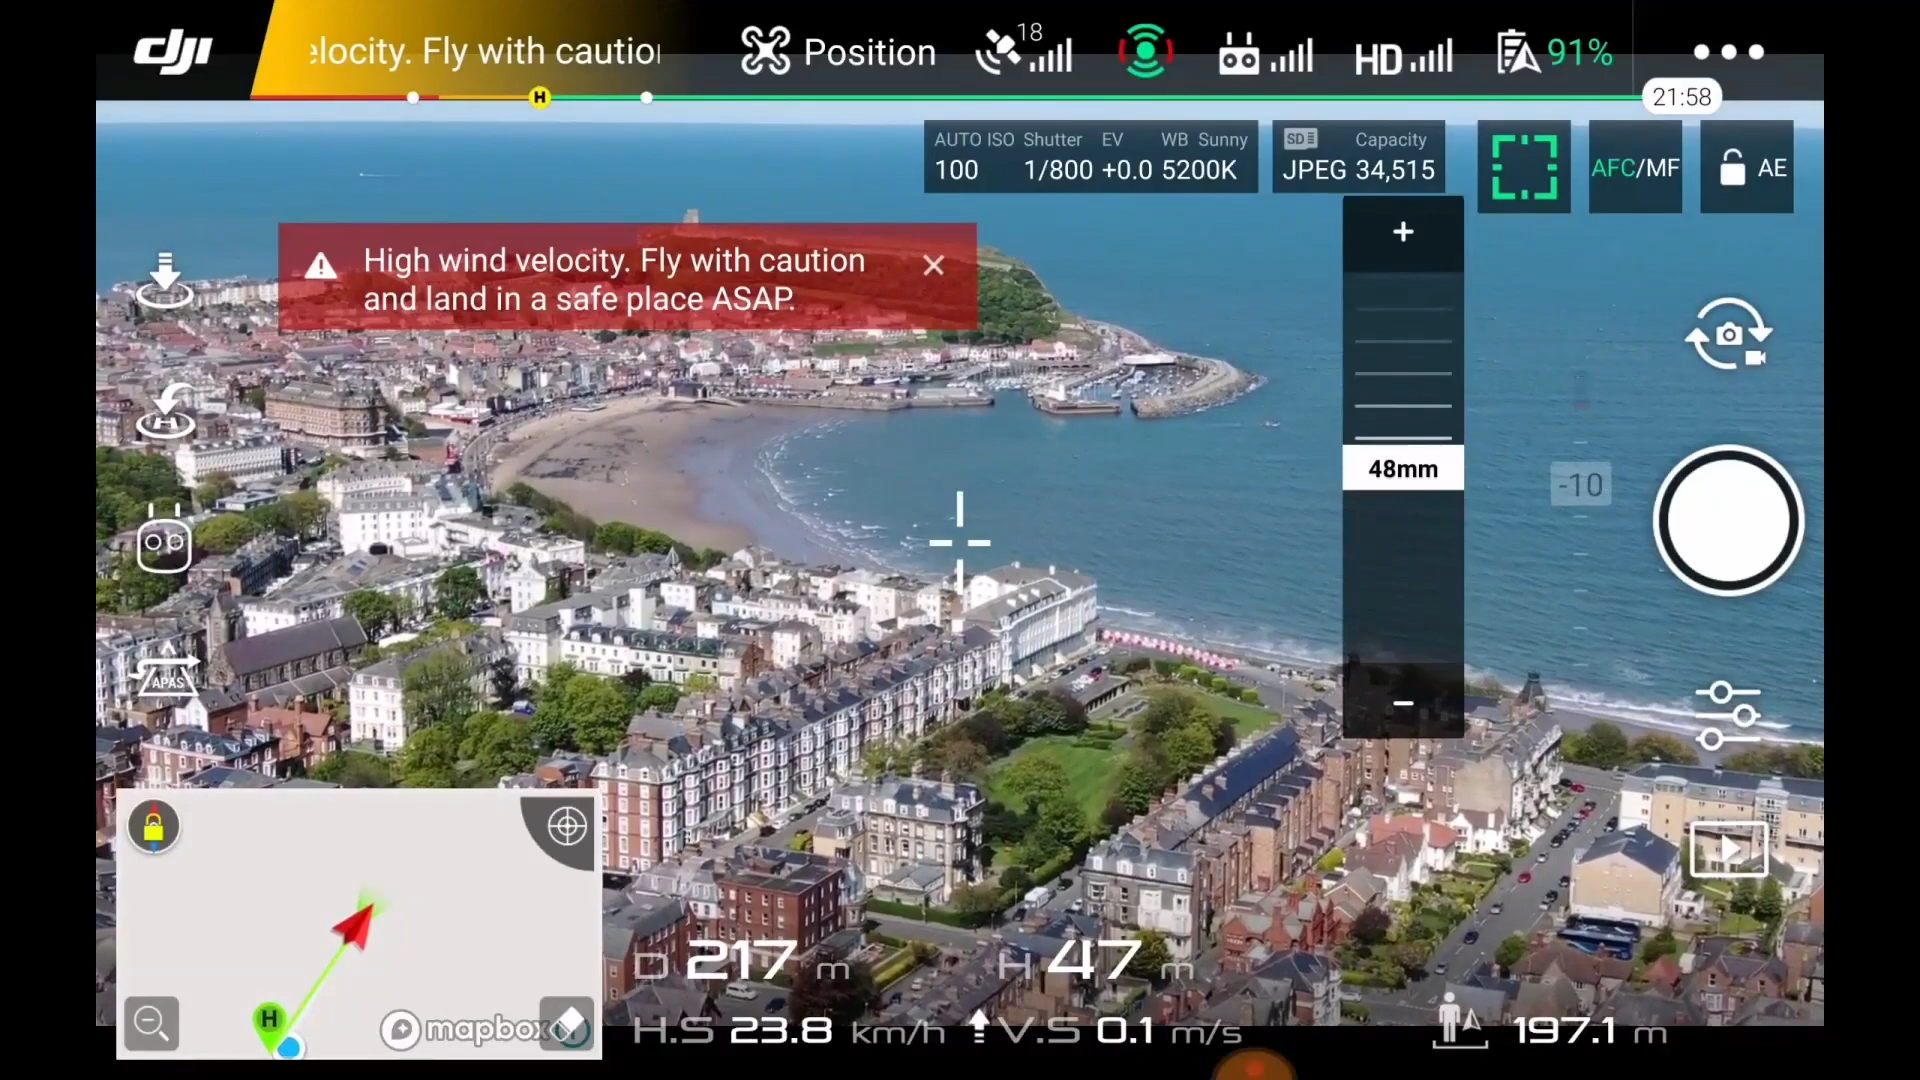 dji
elocity. Fly with caution
Position
18
HD
91%
H
21:58
AUTO ISO Shutter EV WB Sunny
100 1/800 +0.0 5200K
SD Capacity
JPEG 34,515
AFC/MF
AE
High wind velocity. Fly with caution
and land in a safe place ASAP.
+
48mm
-10
H
APAS
−
H
mapbox
D 217 m H 47 m
H.S 23.8 km/h V.S 0.1 m/s
197.1 m